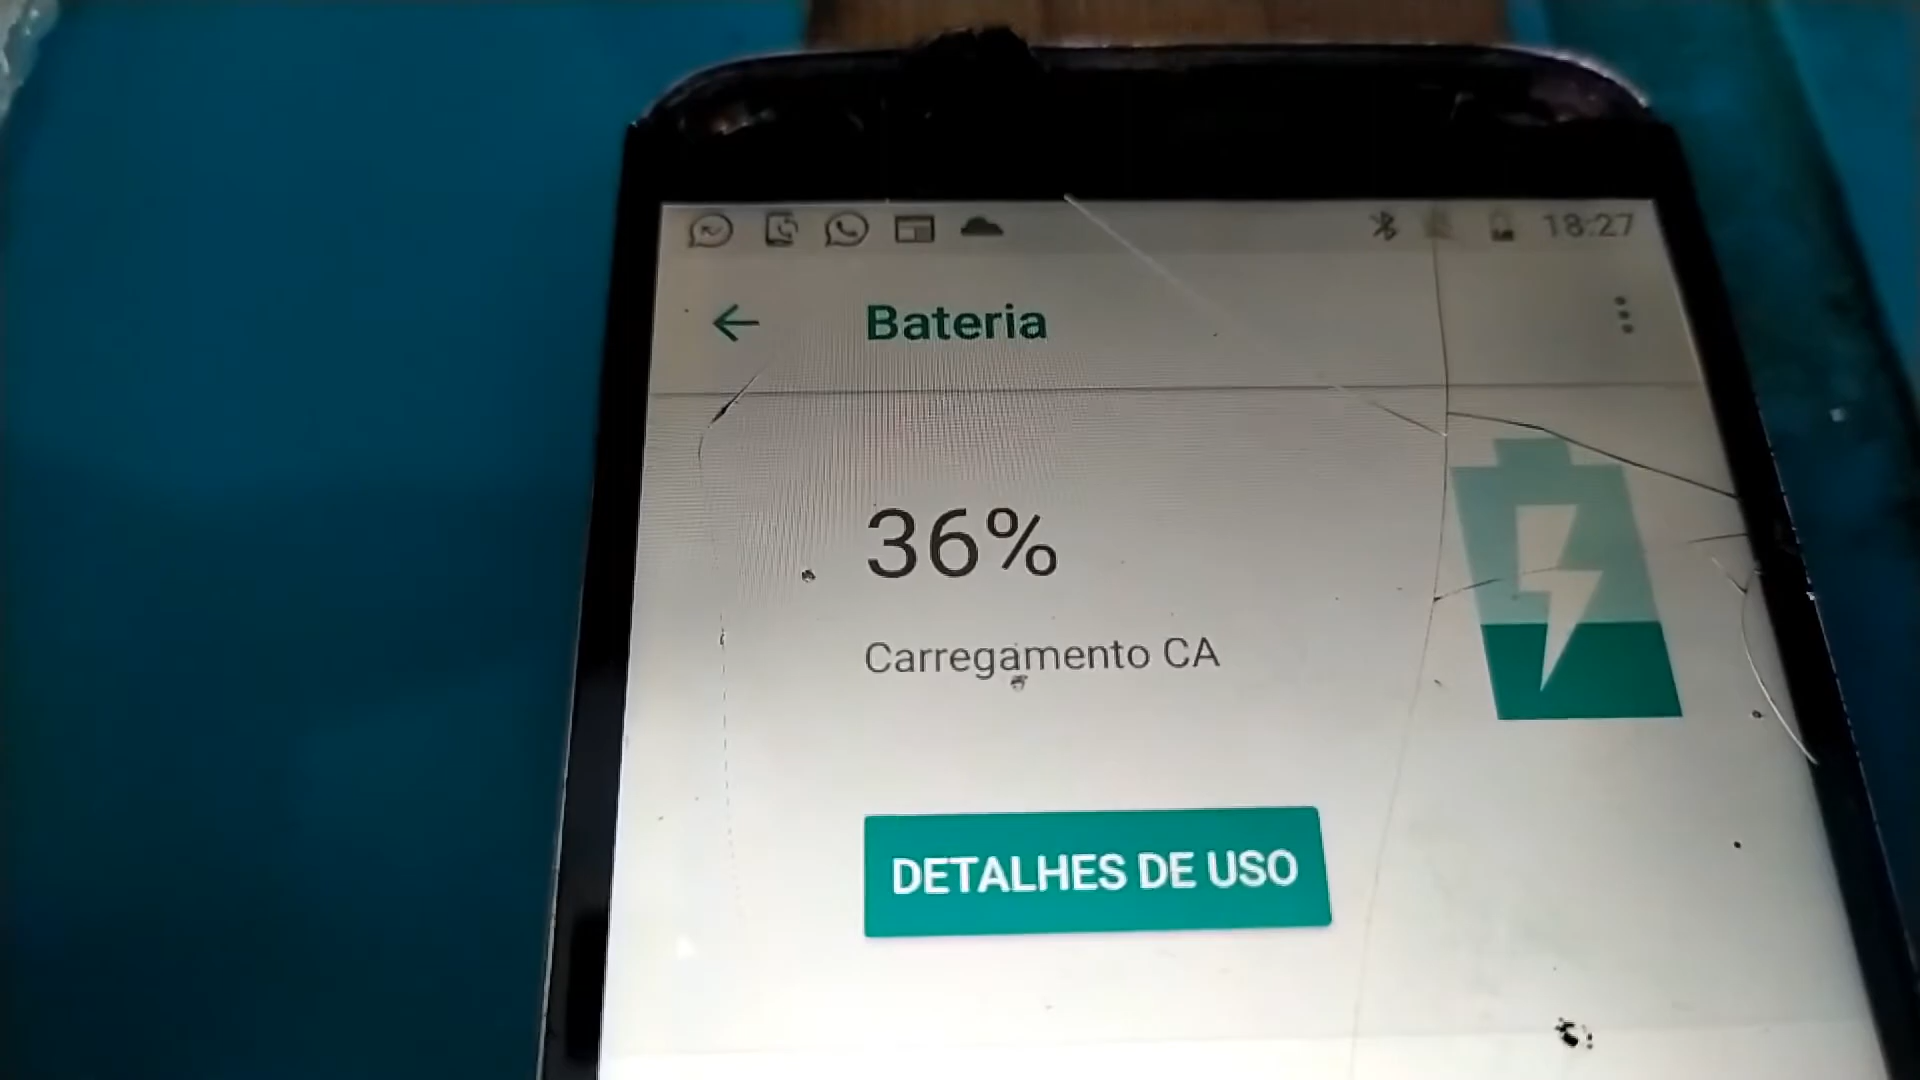 18:27
Bateria
36%
Carregamento CA
DETALHES DE USO